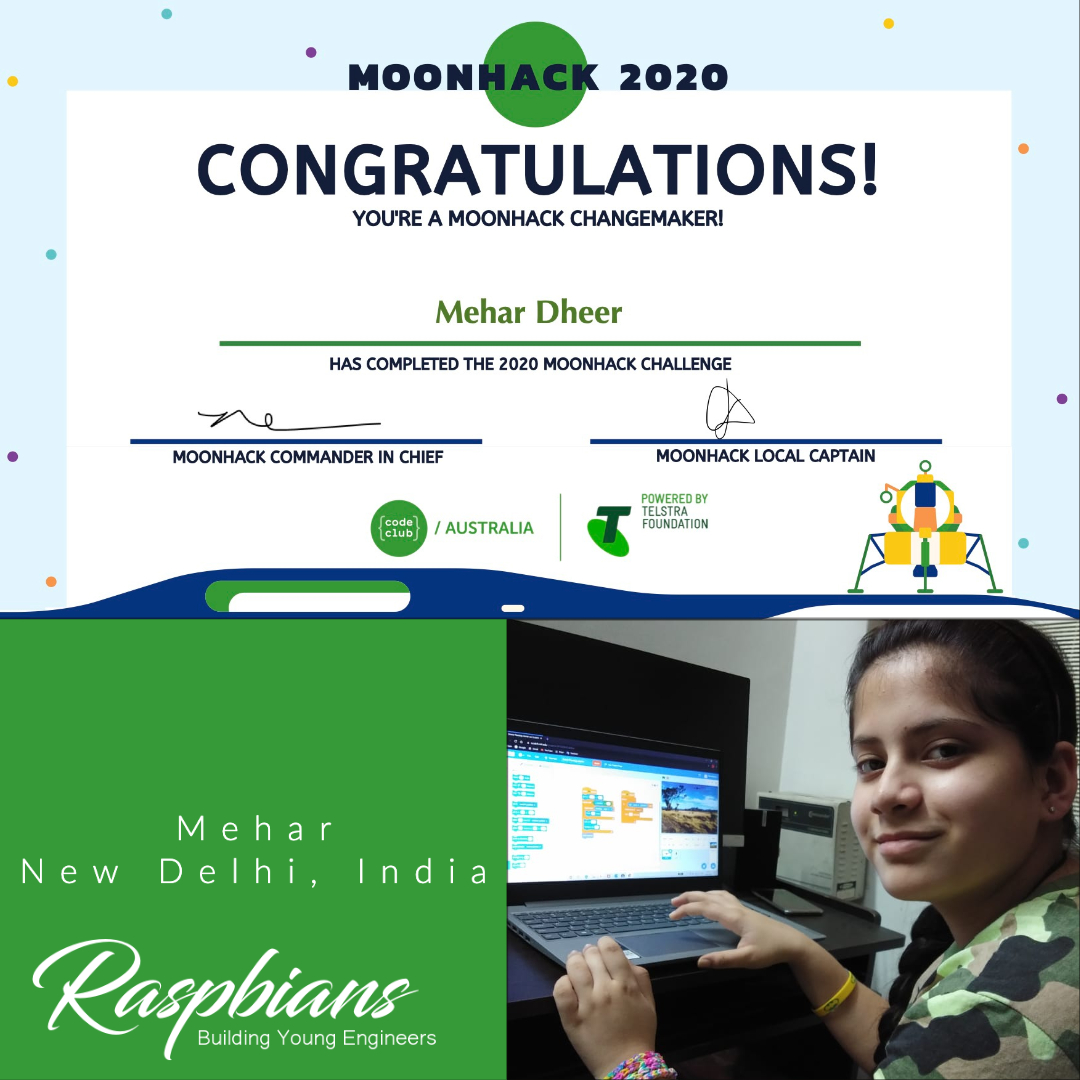 MOONHACK 2020
CONGRATULATIONS!
YOU'RE A MOONHACK CHANGEMAKER!
Mehar Dheer
HAS COMPLETED THE 2020 MOONHACK CHALLENGE
MOONHACK COMMANDER IN CHIEF
MOONHACK LOCAL CAPTAIN
{code club} / AUSTRALIA
T
POWERED BY
TELSTRA
FOUNDATION
Mehar
New Delhi, India
Raspbians
Building Young Engineers